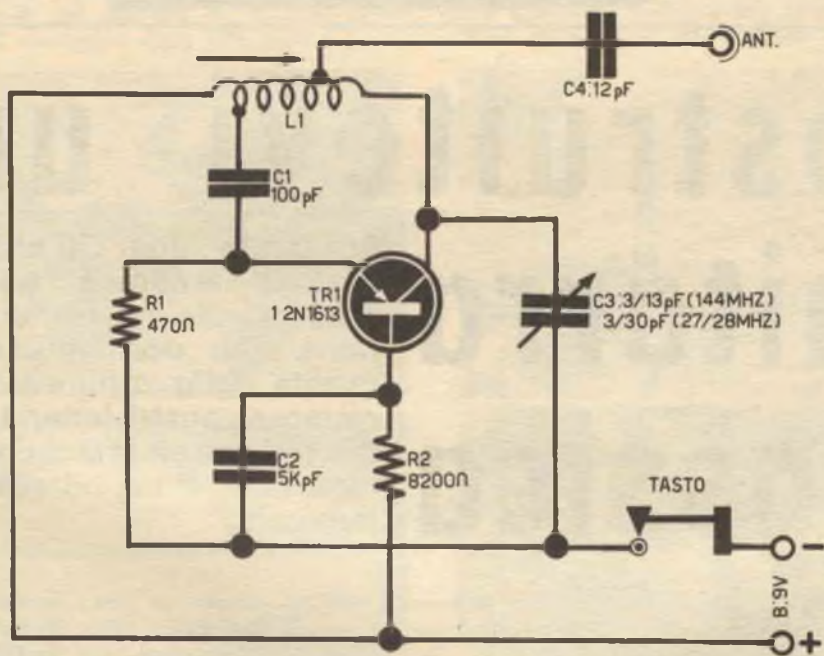 ANT.
C4:12pF
L1
C1
100pF
TR1
1 2N1613
R1
470Ω
C3:3/13pF(144MHZ)
3/30pF(27/28MHZ)
C2
5KpF
R2
8200Ω
TASTO
-
B:9V
+